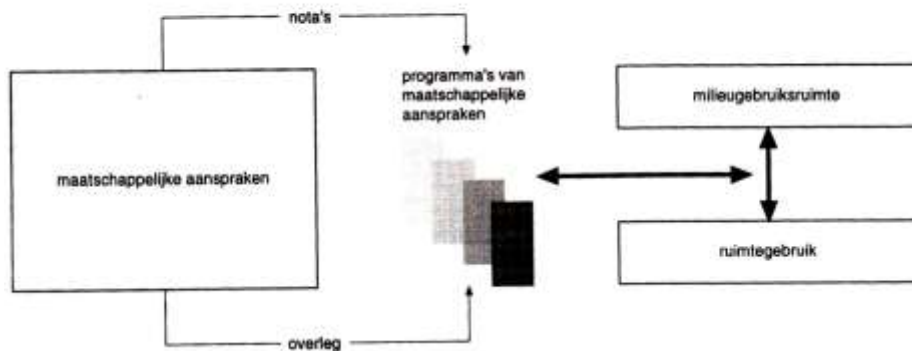 nota's
programma's van
maatschappelijke
aanspraken
maatschappelijke aanspraken
milieugebruiksruimte
ruimtegebruik
overleg